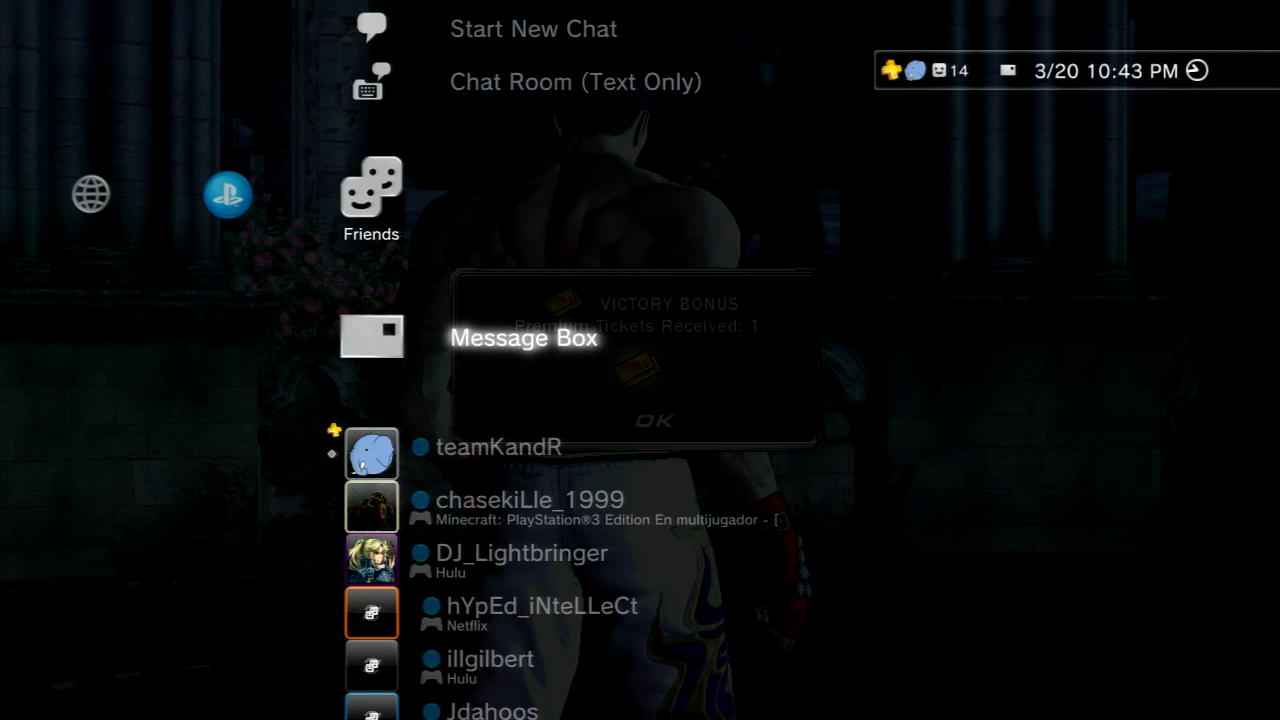 Start New Chat
Chat Room (Text Only)
14
3/20 10:43 PM
Friends
VICTORY BONUS
Premium Tickets Received: 1
Message Box
OK
teamKandR
chasekiLle_1999
Minecraft: PlayStation®3 Edition En multijugador - [
DJ_Lightbringer
Hulu
hYpEd_iNteLLeCt
Netflix
illgilbert
Hulu
Jdahoos